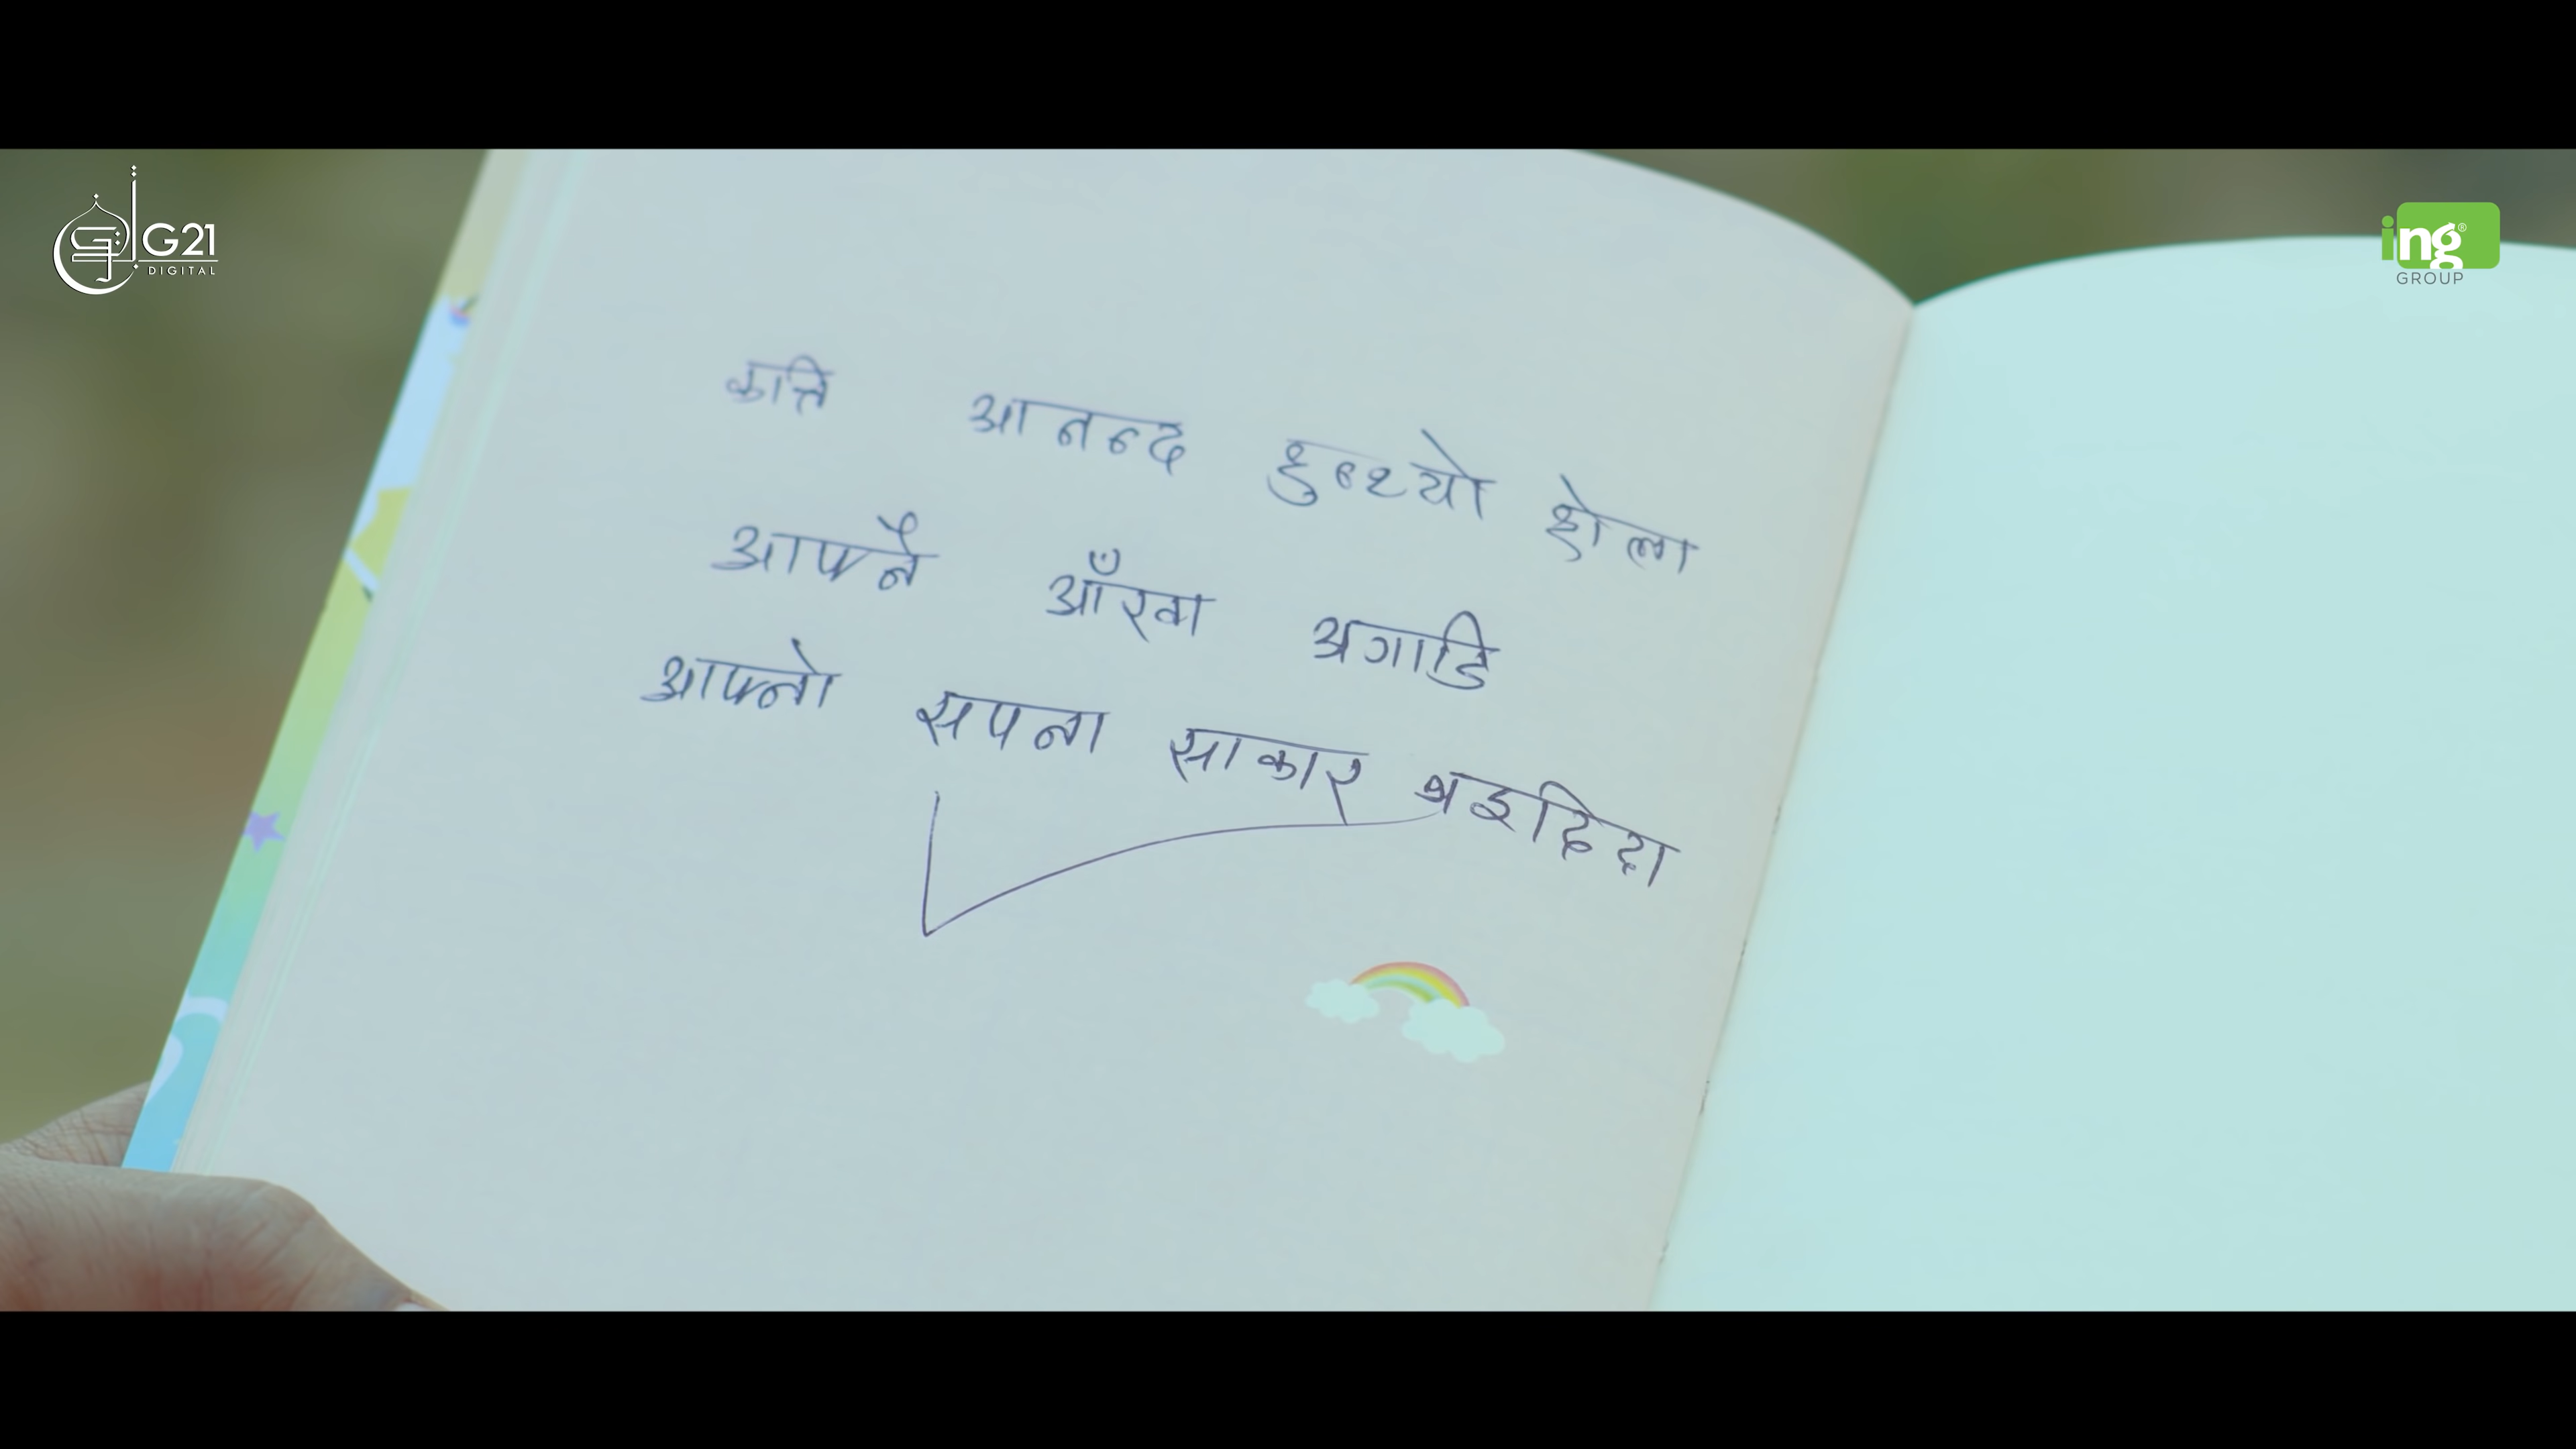 G21
DIGITAL
ing®
GROUP
कत्ति आनन्द हुन्थ्यो होला
आफ्नै आँखा अगाडि
आफ्नो सपना साकार भइदिदा